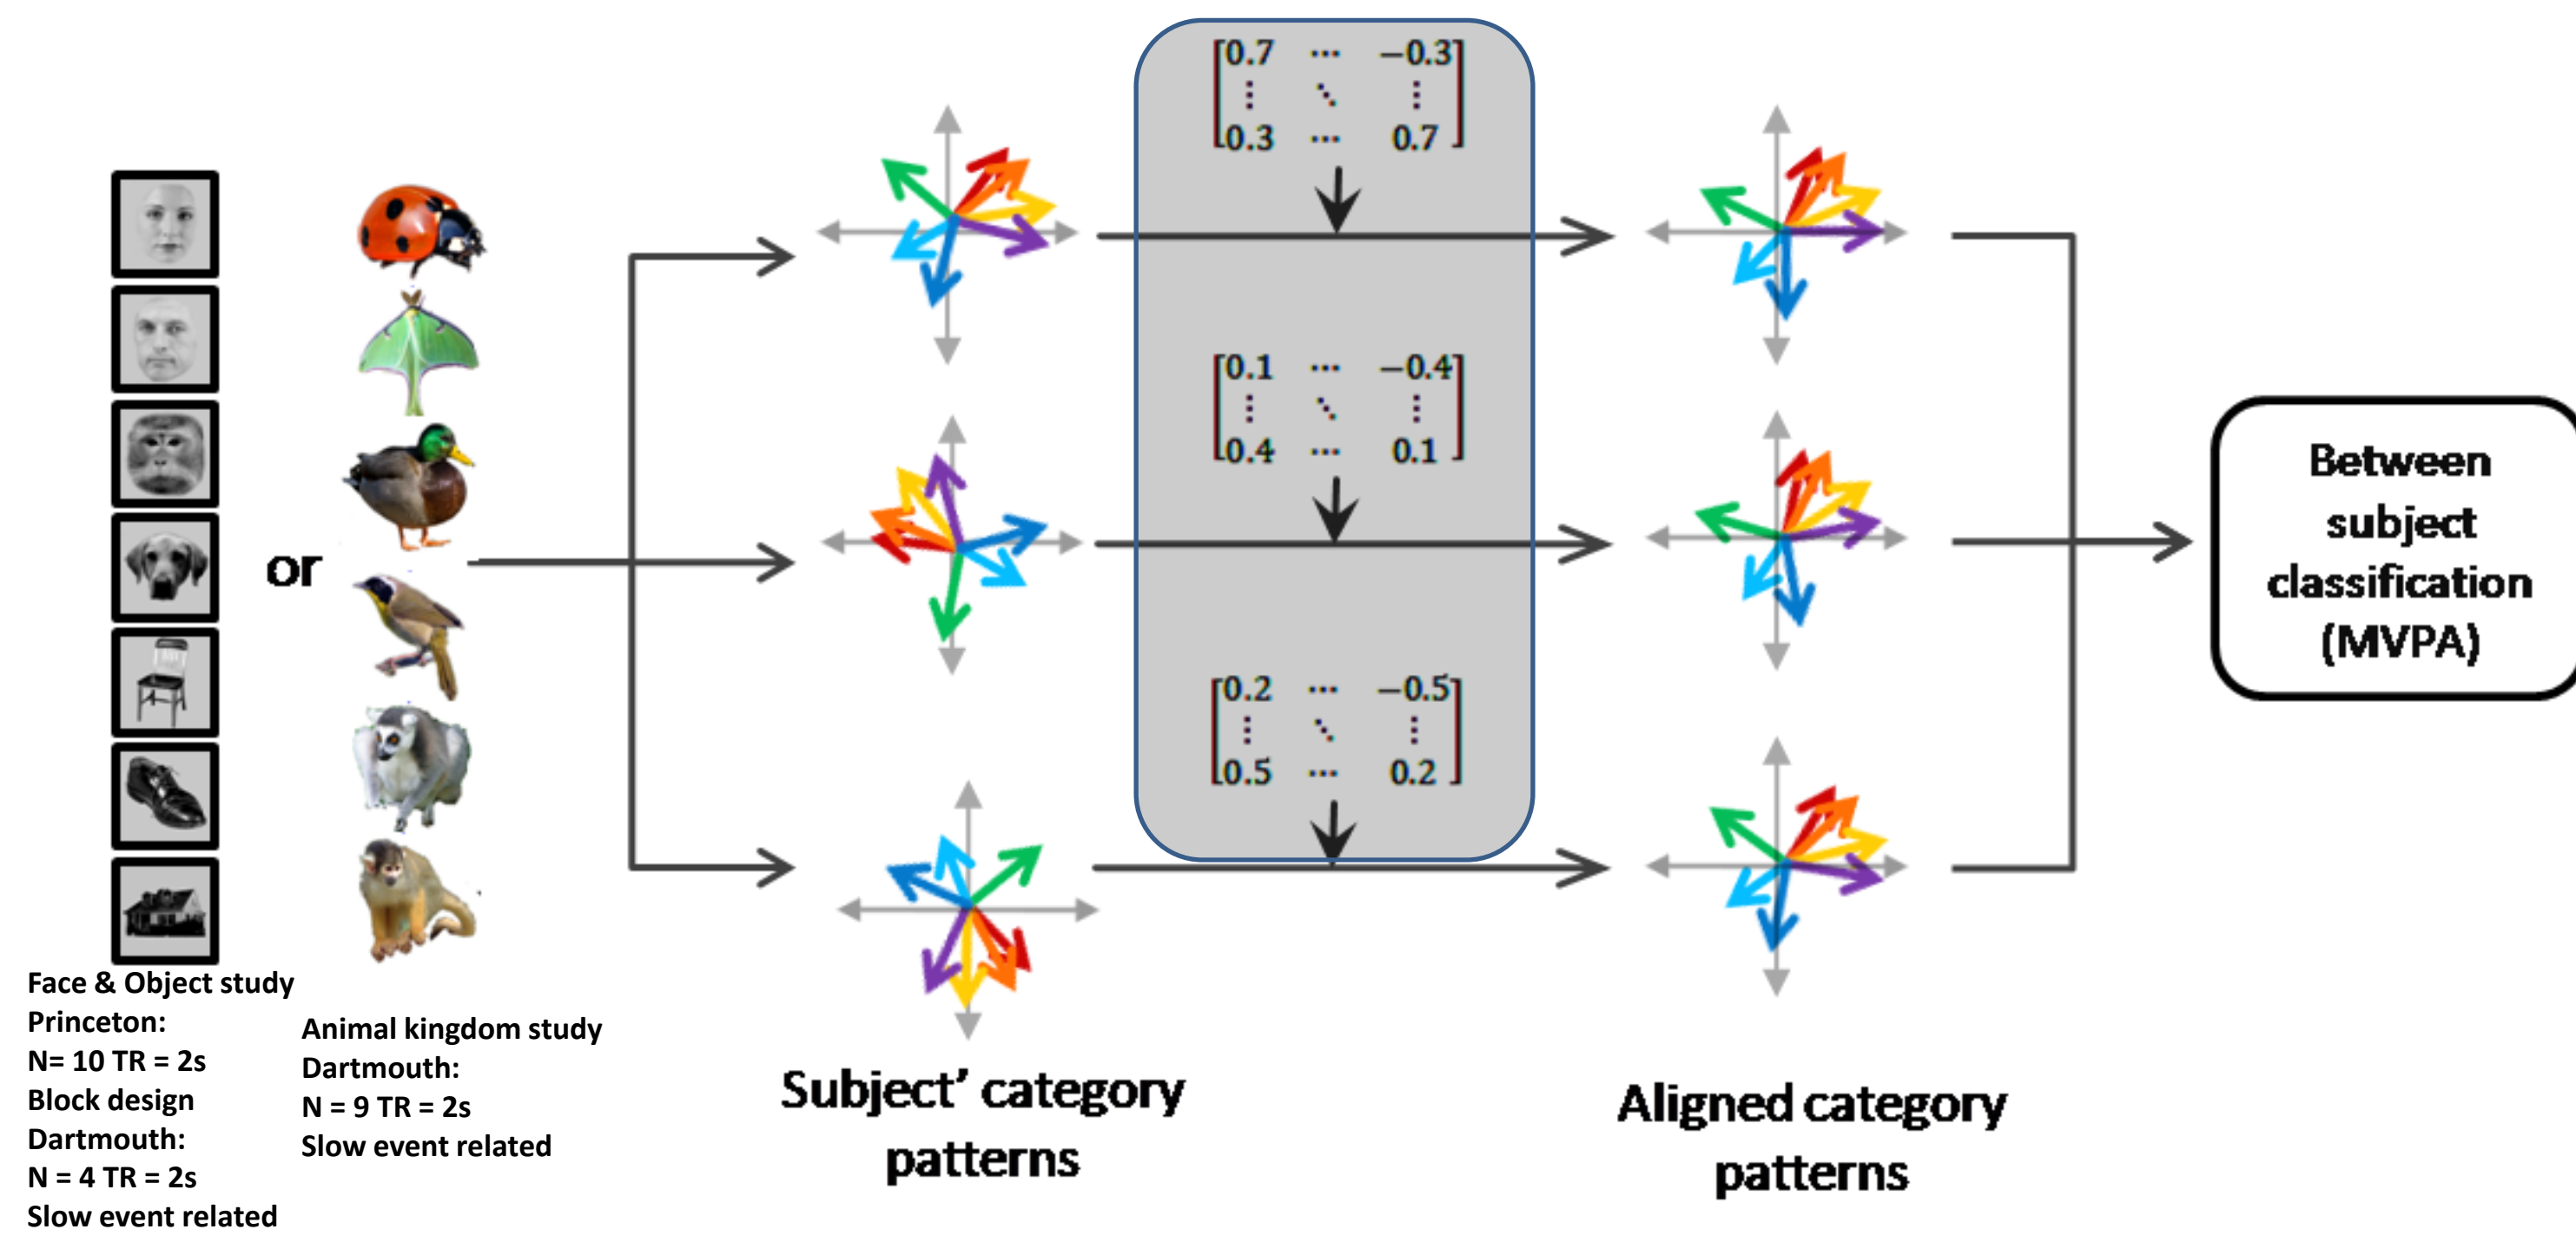 [0.7 ⋯ −0.3]
⋮ ⋱ ⋮
[0.3 ⋯ 0.7]
[0.1 ⋯ −0.4]
⋮ ⋱ ⋮
[0.4 ⋯ 0.1]
[0.2 ⋯ −0.5]
⋮ ⋱ ⋮
[0.5 ⋯ 0.2]
or
Between
subject
classification
(MVPA)
Face & Object study
Princeton:
N= 10 TR = 2s
Block design
Dartmouth:
N = 4 TR = 2s
Slow event related
Animal kingdom study
Dartmouth:
N = 9 TR = 2s
Slow event related
Subject’ category
patterns
Aligned category
patterns